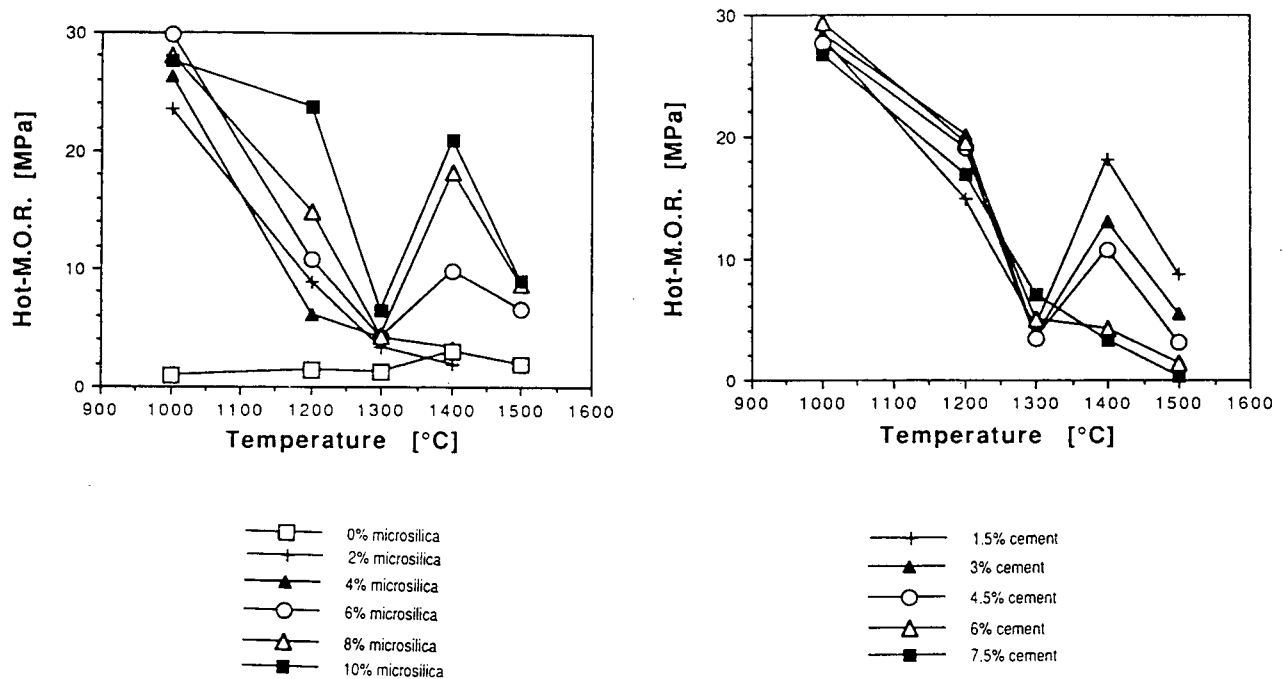 30
20
10
0
Hot-M.O.R. [MPa]
900 1000 1100 1200 1300 1400 1500 1600
Temperature [°C]
0% microsilica
2% microsilica
4% microsilica
6% microsilica
8% microsilica
10% microsilica
30
20
10
0
Hot-M.O.R. [MPa]
900 1000 1100 1200 1300 1400 1500 1600
Temperature [°C]
1.5% cement
3% cement
4.5% cement
6% cement
7.5% cement